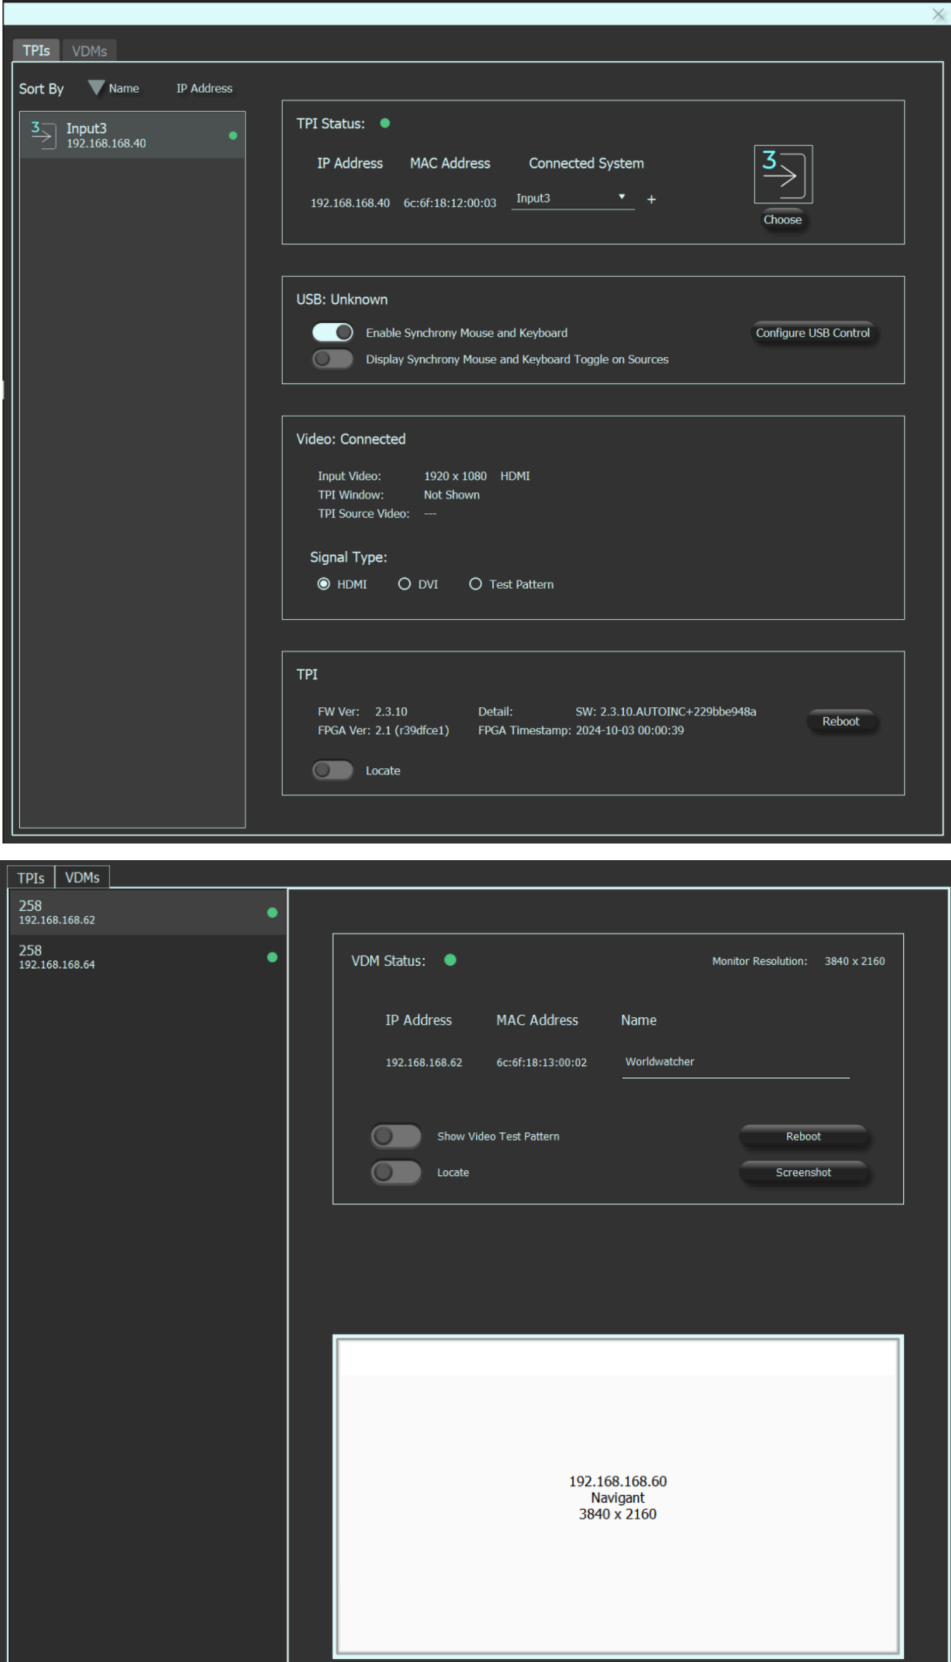 TPIs VDMs
Sort By Name IP Address
3 Input3
192.168.168.40
TPI Status:
IP Address MAC Address Connected System
192.168.168.40 6c:6f:18:12:00:03 Input3 +
3
Choose
USB: Unknown
Enable Synchrony Mouse and Keyboard
Configure USB Control
Display Synchrony Mouse and Keyboard Toggle on Sources
Video: Connected
Input Video: 1920 x 1080 HDMI
TPI Window: Not Shown
TPI Source Video: ---
Signal Type:
HDMI DVI Test Pattern
TPI
FW Ver: 2.3.10 Detail: SW: 2.3.10.AUTOINC+229bbe948a
FPGA Ver: 2.1 (r39dfce1) FPGA Timestamp: 2024-10-03 00:00:39
Reboot
Locate
TPIs VDMs
258
192.168.168.62
258
192.168.168.64
VDM Status: Monitor Resolution: 3840 x 2160
IP Address MAC Address Name
192.168.168.62 6c:6f:18:13:00:02 Worldwatcher
Show Video Test Pattern Reboot
Locate Screenshot
192.168.168.60
Navigant
3840 x 2160